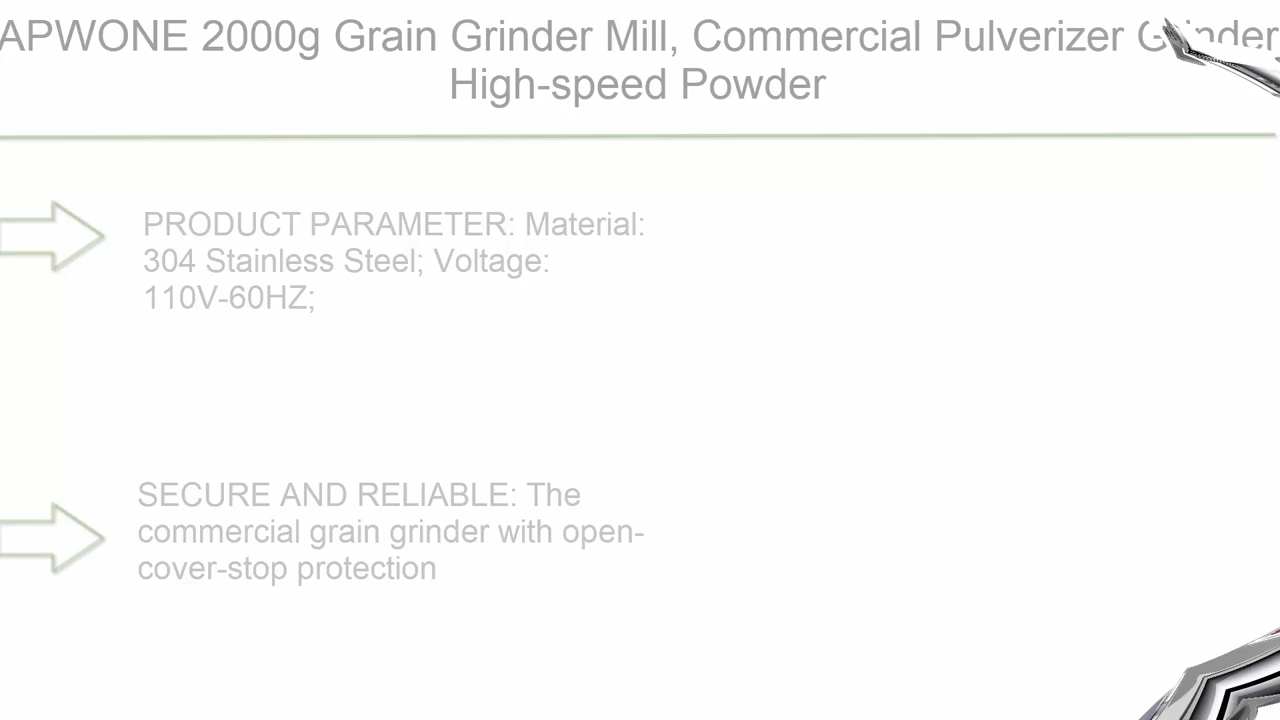 APWONE 2000g Grain Grinder Mill, Commercial Pulverizer Grinder
High-speed Powder
PRODUCT PARAMETER: Material:
304 Stainless Steel; Voltage:
110V-60HZ;
SECURE AND RELIABLE: The
commercial grain grinder with open-
cover-stop protection